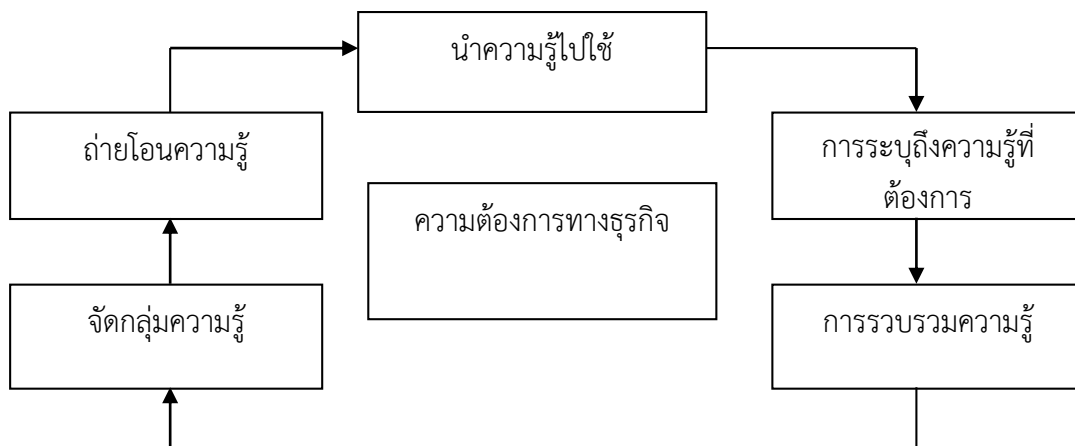 นำความรู้ไปใช้
ถ่ายโอนความรู้
การระบุถึงความรู้ที่
ต้องการ
ความต้องการทางธุรกิจ
จัดกลุ่มความรู้
การรวบรวมความรู้